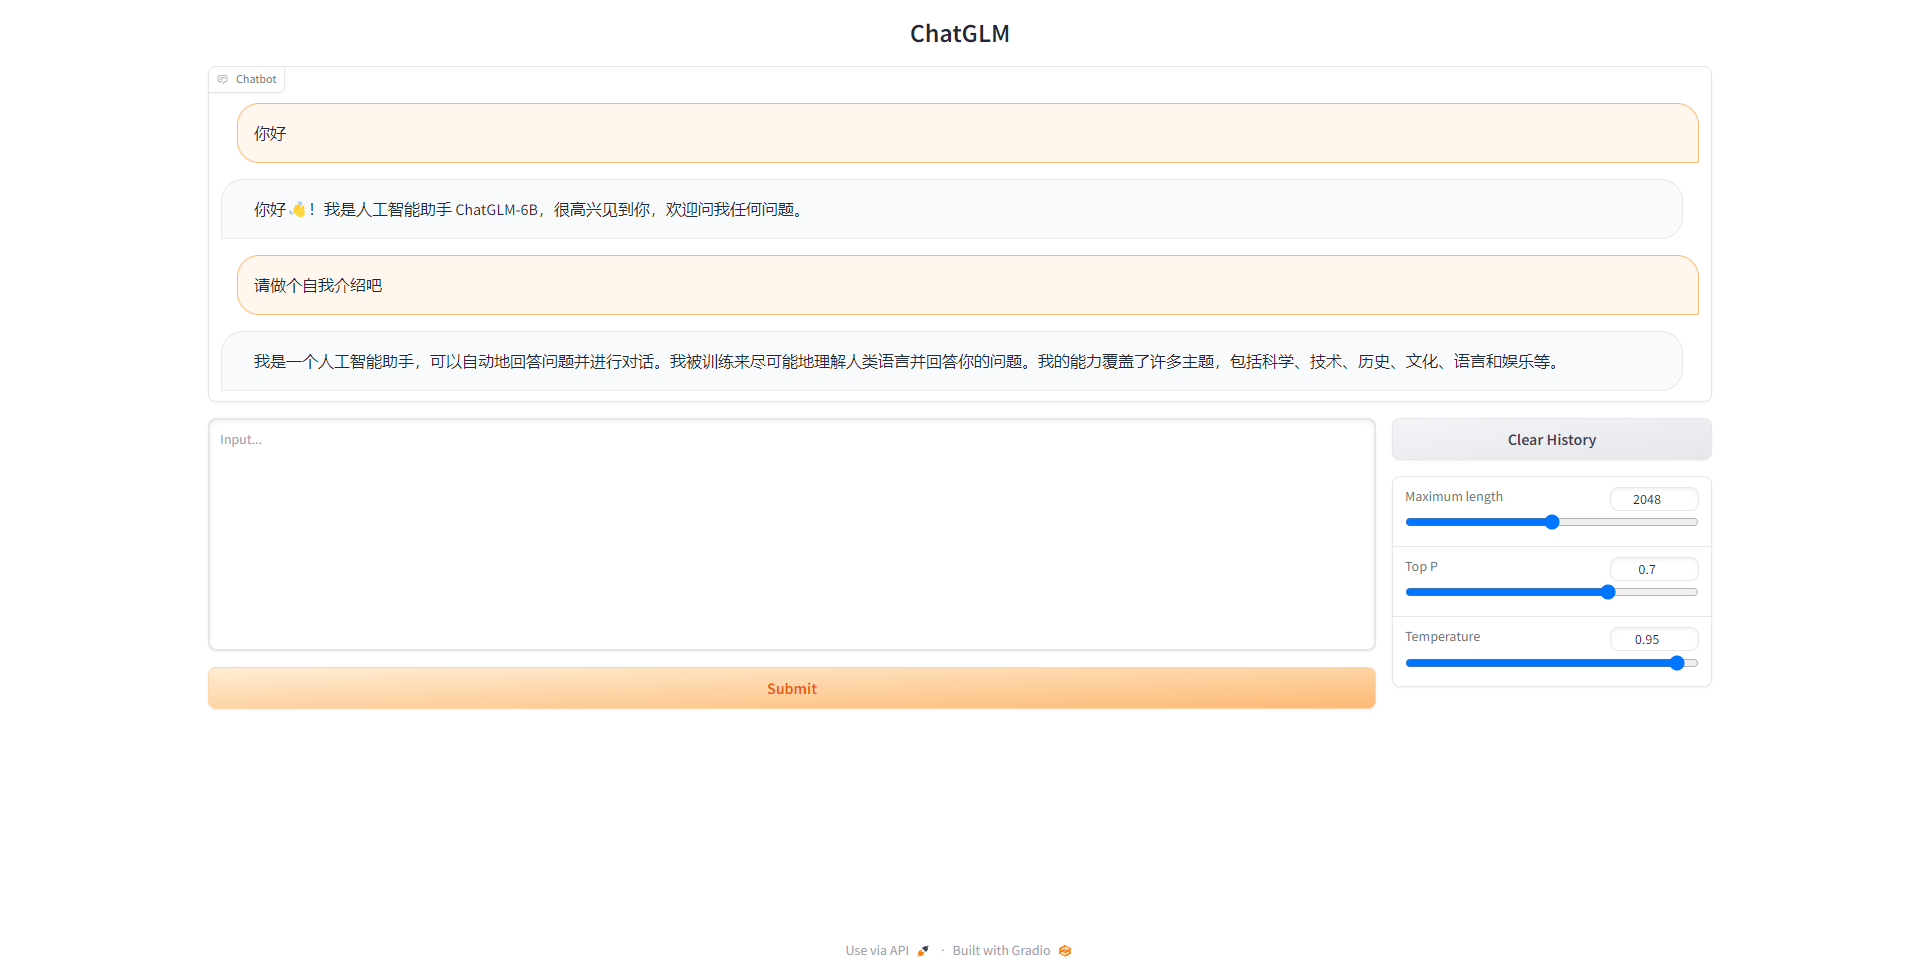 ChatGLM
Chatbot
你好
你好👋！我是人工智能助手 ChatGLM-6B，很高兴见到你，欢迎问我任何问题。
请做个自我介绍吧
我是一个人工智能助手，可以自动地回答问题并进行对话。我被训练来尽可能地理解人类语言并回答你的问题。我的能力覆盖了许多主题，包括科学、技术、历史、文化、语言和娱乐等。
Input...
Clear History
Maximum length 2048
Top P 0.7
Temperature 0.95
Submit
Use via API 🚀 · Built with Gradio